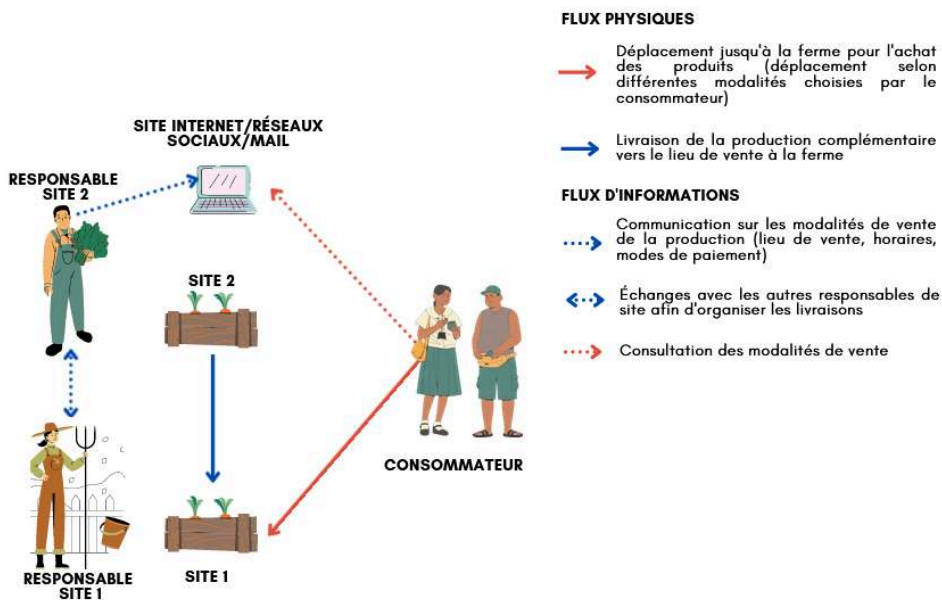 SITE INTERNET/RÉSEAUX
SOCIAUX/MAIL
RESPONSABLE
SITE 2
SITE 2
CONSOMMATEUR
RESPONSABLE
SITE 1
SITE 1
FLUX PHYSIQUES
Déplacement jusqu'à la ferme pour l'achat
des produits (déplacement selon
différentes modalités choisies par le
consommateur)
Livraison de la production complémentaire
vers le lieu de vente à la ferme
FLUX D'INFORMATIONS
Communication sur les modalités de vente
de la production (lieu de vente, horaires,
modes de paiement)
Échanges avec les autres responsables de
site afin d'organiser les livraisons
Consultation des modalités de vente